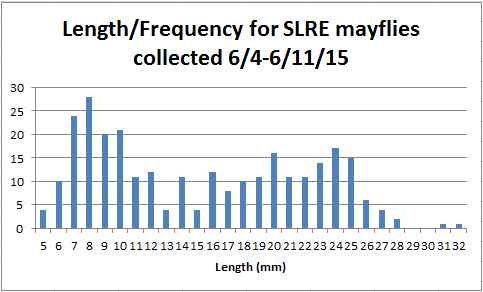 Length/Frequency for SLRE mayflies
collected 6/4-6/11/15
30
25
20
15
10
5
0
5 6 7 8 9 10 11 12 13 14 15 16 17 18 19 20 21 22 23 24 25 26 27 28 29 30 31 32
Length (mm)